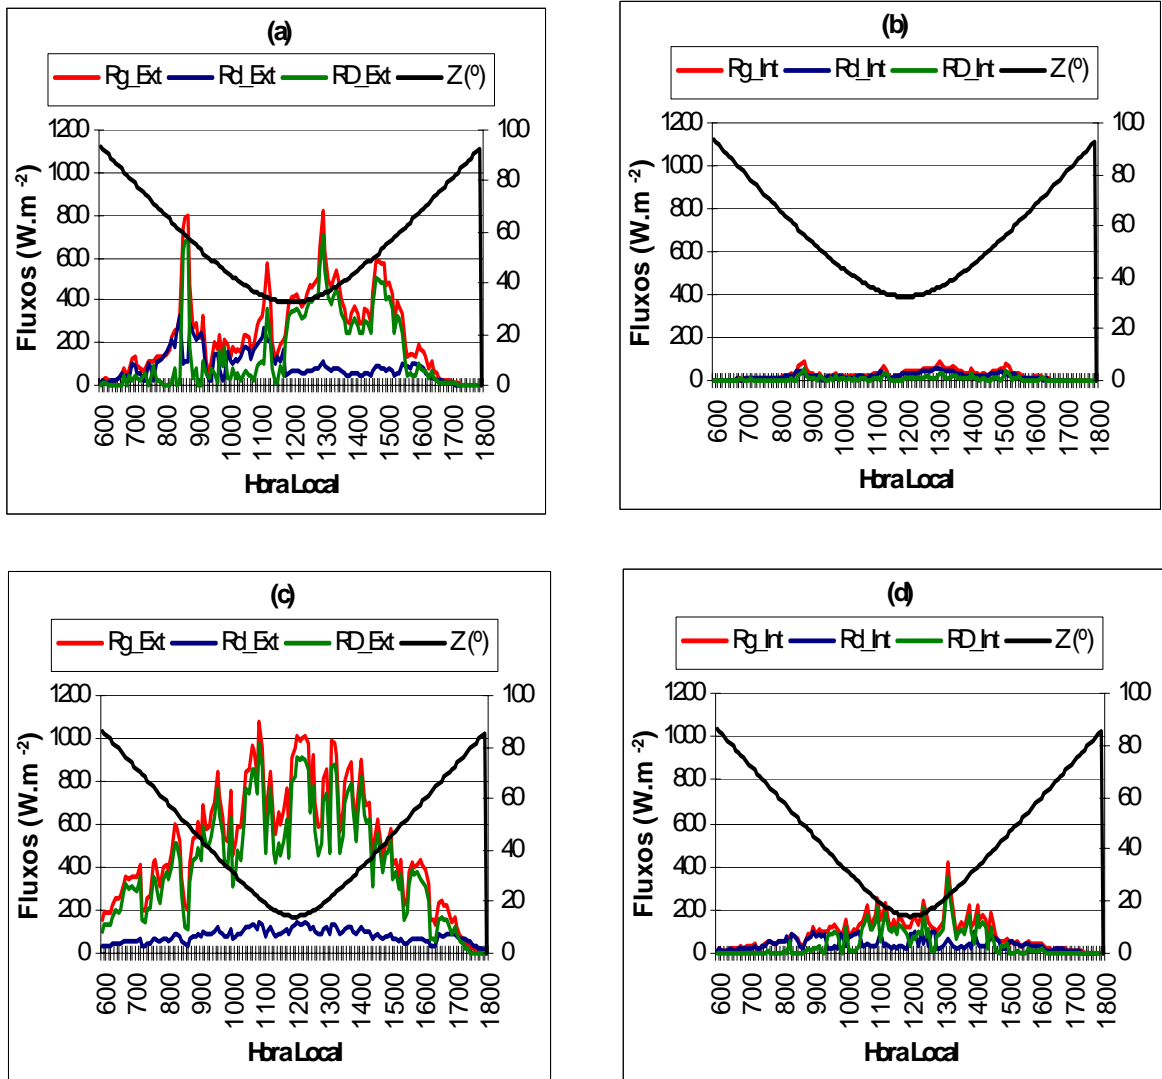 (a)
Rg_Ext Rd_Ext RD_Ext Z (º)
1200 1000 800 600 400 200 0
100 80 60 40 20 0
Fluxos (W.m -2)
600 700 800 900 1000 1100 1200 1300 1400 1500 1600 1700 1800
Hora Local
(b)
Rg_Int Rd_Int RD_Int Z (º)
1200 1000 800 600 400 200 0
100 80 60 40 20 0
Fluxos (W.m -2)
600 700 800 900 1000 1100 1200 1300 1400 1500 1600 1700 1800
Hora Local
(c)
Rg_Ext Rd_Ext RD_Ext Z (º)
1200 1000 800 600 400 200 0
100 80 60 40 20 0
Fluxos (W.m -2)
600 700 800 900 1000 1100 1200 1300 1400 1500 1600 1700 1800
Hora Local
(d)
Rg_Int Rd_Int RD_Int Z (º)
1200 1000 800 600 400 200 0
100 80 60 40 20 0
Fluxos (W.m -2)
600 700 800 900 1000 1100 1200 1300 1400 1500 1600 1700 1800
Hora Local